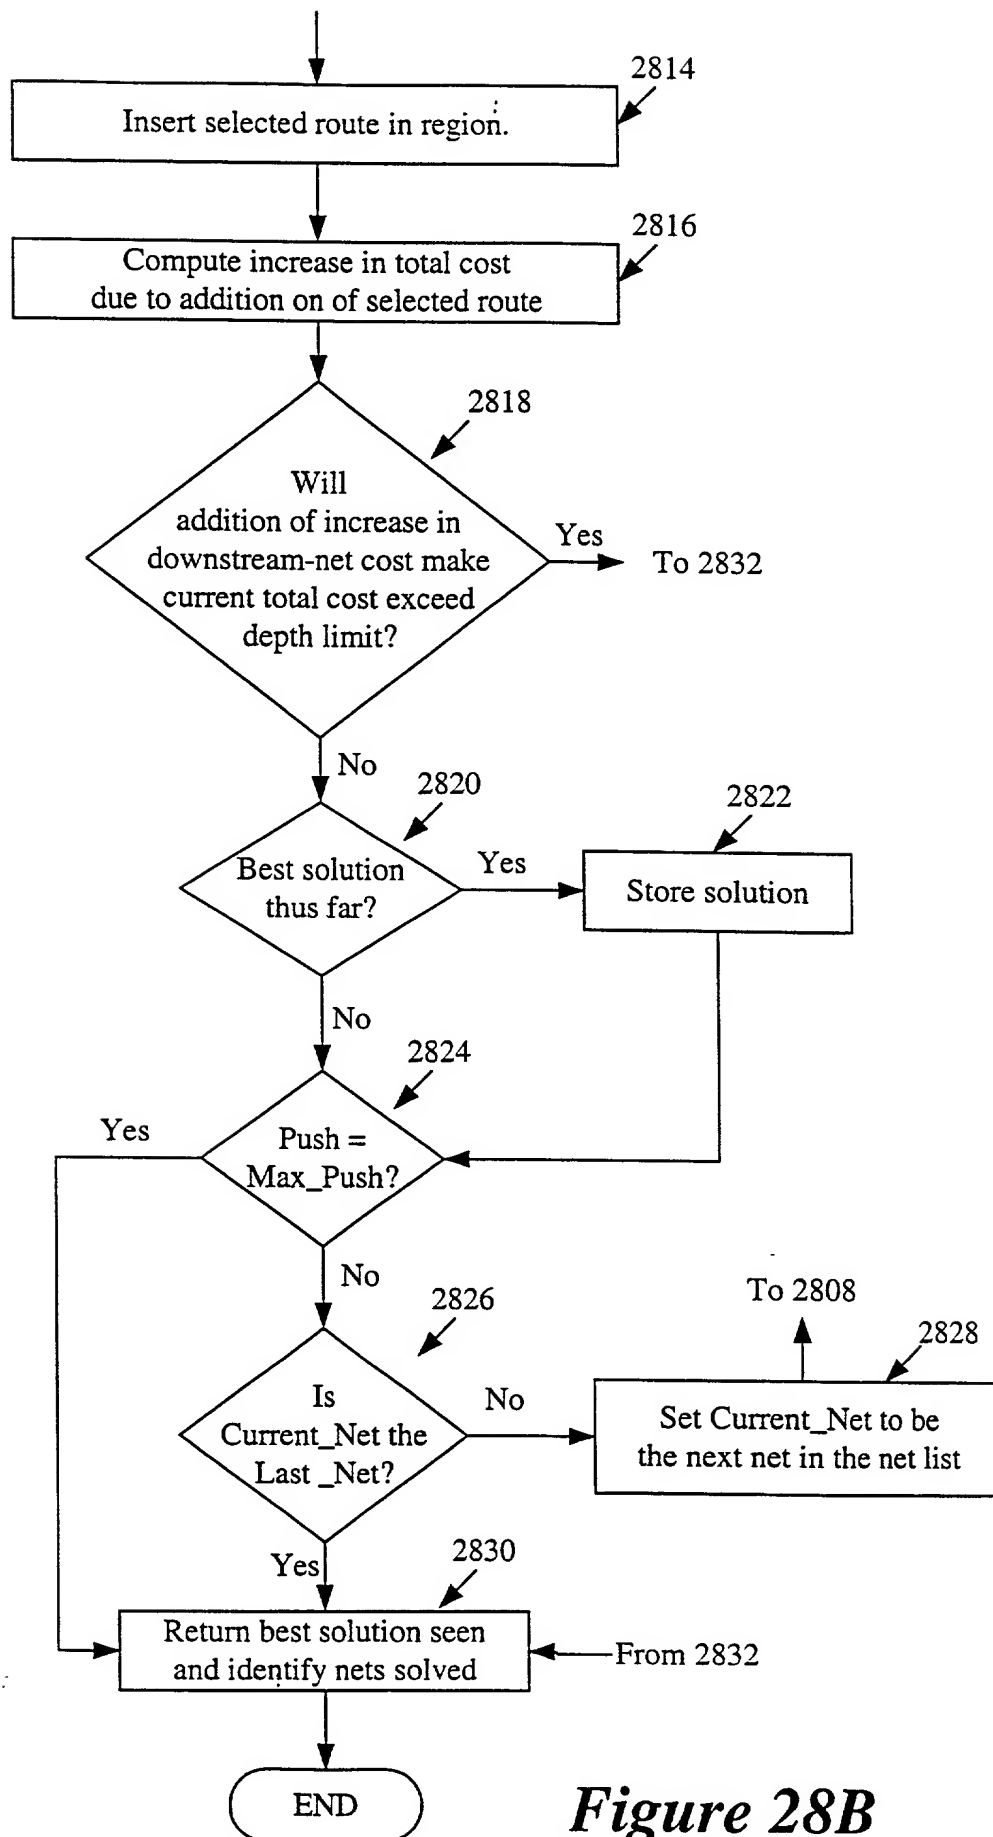 2814
Insert selected route in region.
2816
Compute increase in total cost
due to addition on of selected route
2818
Will
addition of increase in
downstream-net cost make
current total cost exceed
depth limit?
Yes
To 2832
No
2820
Best solution
thus far?
Yes
2822
Store solution
No
2824
Push =
Max_Push?
Yes
No
2826
Is
Current_Net the
Last _Net?
No
To 2808
2828
Set Current_Net to be
the next net in the net list
Yes
2830
Return best solution seen
and identify nets solved
From 2832
END
Figure 28B